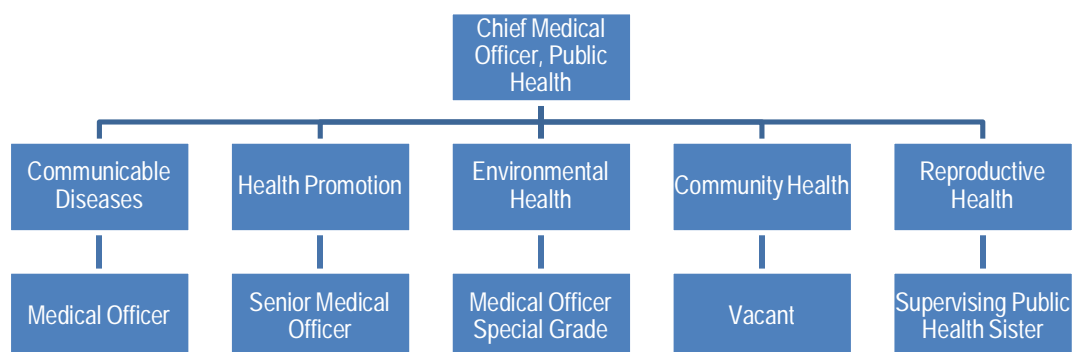 Chief Medical
Officer, Public
Health
Communicable
Diseases
Health Promotion
Environmental
Health
Community Health
Reproductive
Health
Medical Officer
Senior Medical
Officer
Medical Officer
Special Grade
Vacant
Supervising Public
Health Sister